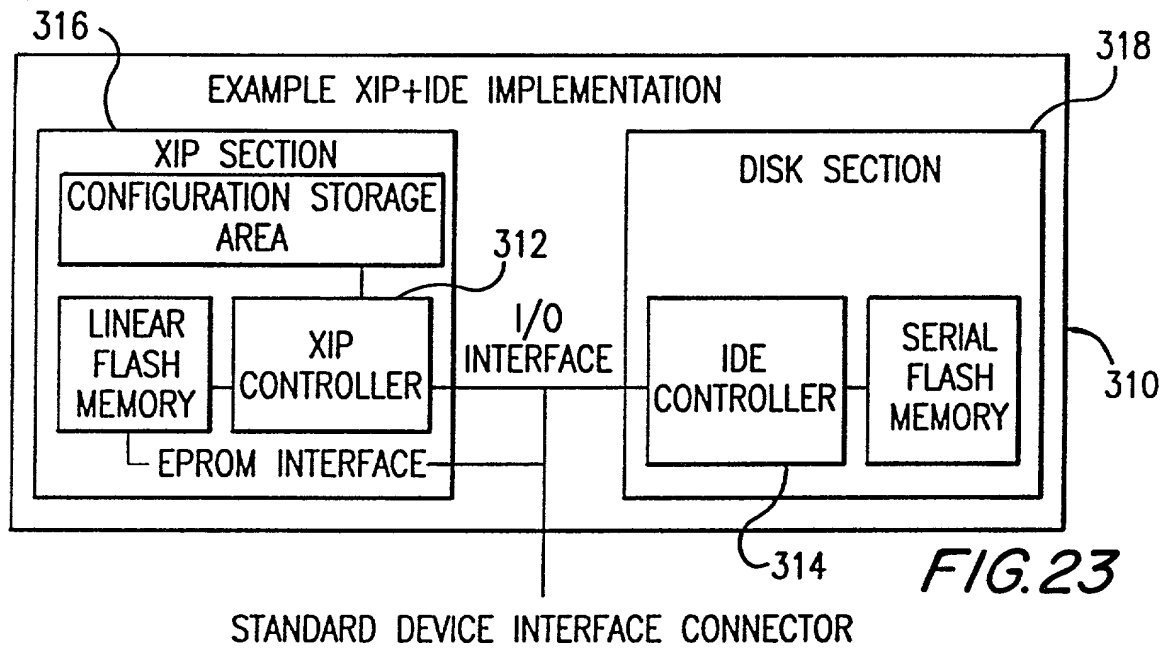 316
318
EXAMPLE XIP+IDE IMPLEMENTATION
XIP SECTION
CONFIGURATION STORAGE
AREA
312
LINEAR
FLASH
MEMORY
XIP
CONTROLLER
EPROM INTERFACE
I/O
INTERFACE
DISK SECTION
IDE
CONTROLLER
SERIAL
FLASH
MEMORY
310
314
FIG.23
STANDARD DEVICE INTERFACE CONNECTOR